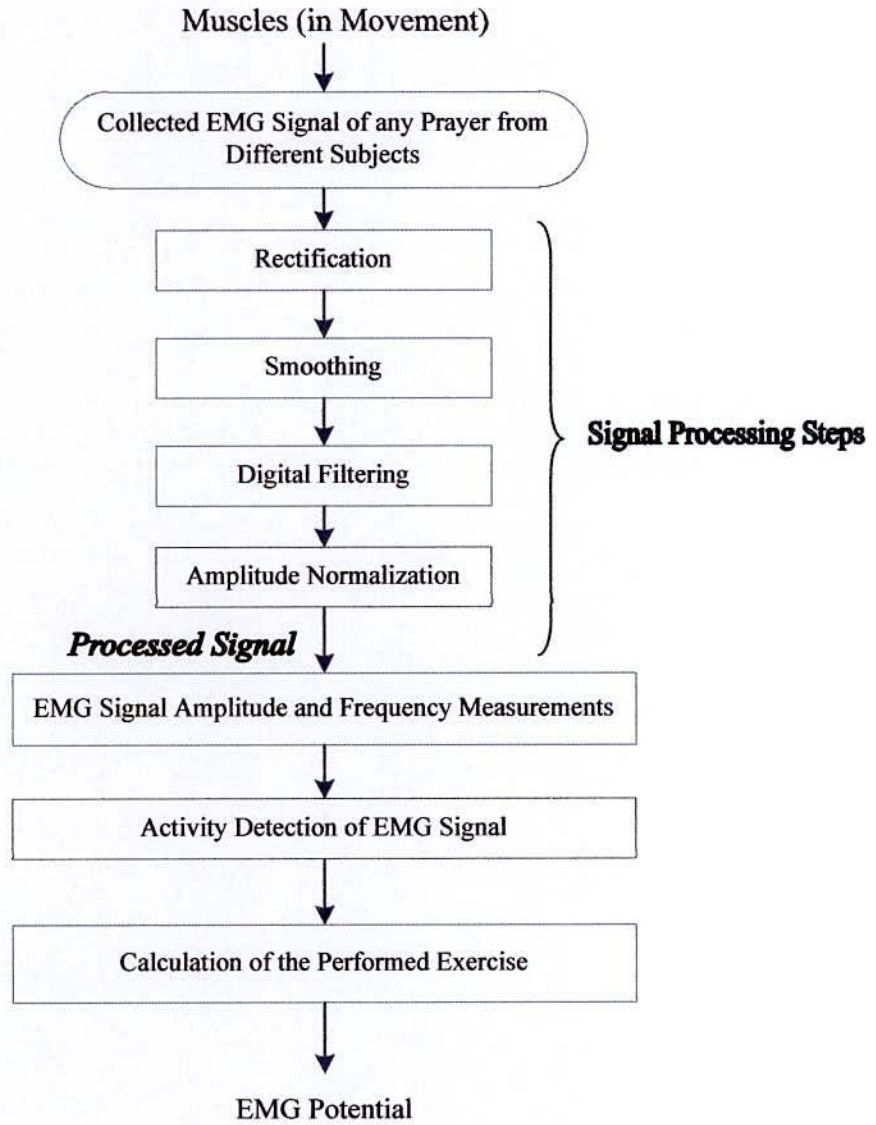 Muscles (in Movement)
Collected EMG Signal of any Prayer from
Different Subjects
Rectification
Smoothing
Digital Filtering
Amplitude Normalization
Signal Processing Steps
Processed Signal
EMG Signal Amplitude and Frequency Measurements
Activity Detection of EMG Signal
Calculation of the Performed Exercise
EMG Potential